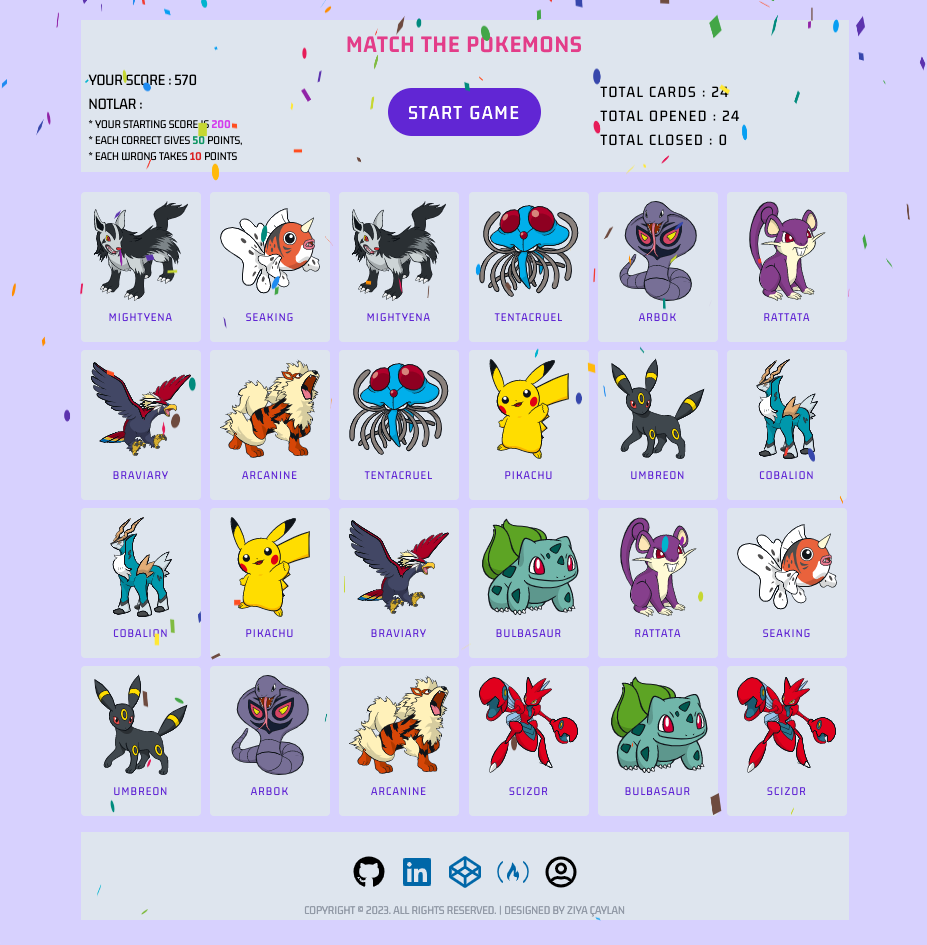 MATCH THE POKEMONS
YOUR SCORE : 570
NOTLAR :
* YOUR STARTING SCORE IS 200
* EACH CORRECT GIVES 50 POINTS,
* EACH WRONG TAKES 10 POINTS
START GAME
TOTAL CARDS : 24
TOTAL OPENED : 24
TOTAL CLOSED : 0
MIGHTYENA SEAKING MIGHTYENA TENTACRUEL ARBOK RATTATA
BRAVIARY ARCANINE TENTACRUEL PIKACHU UMBREON COBALION
COBALION PIKACHU BRAVIARY BULBASAUR RATTATA SEAKING
UMBREON ARBOK ARCANINE SCIZOR BULBASAUR SCIZOR
in
COPYRIGHT © 2023. ALL RIGHTS RESERVED. | DESIGNED BY ZIYA ÇAYLAN